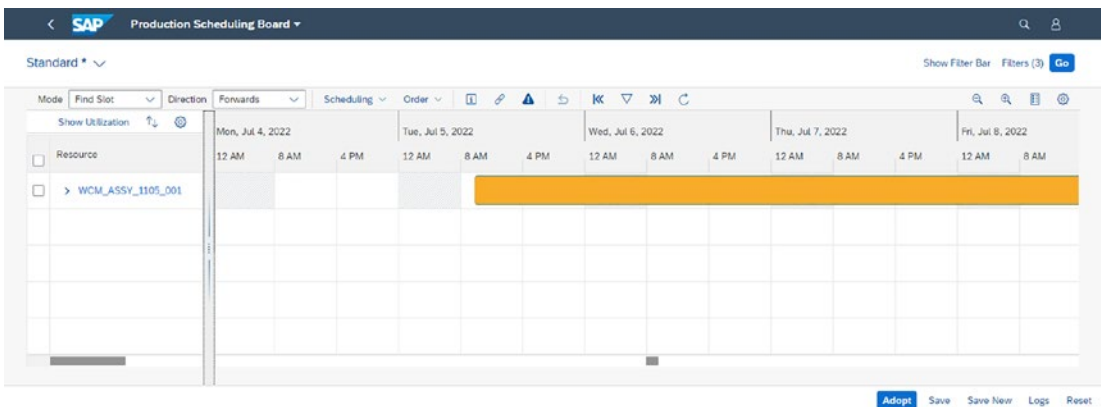 SAP Production Scheduling Board
Standard *
Show Filter Bar Filters (3) Go
Mode Find Slot Direction Forwards Scheduling Order
Show Utilization
Mon, Jul 4, 2022 Tue, Jul 5, 2022 Wed, Jul 6, 2022 Thu, Jul 7, 2022 Fri, Jul 8, 2022
Resource 12 AM 8 AM 4 PM 12 AM 8 AM 4 PM 12 AM 8 AM 4 PM 12 AM 8 AM 4 PM 12 AM 8 AM
WCM_ASSY_1105_001
Adopt Save Save New Logs Reset